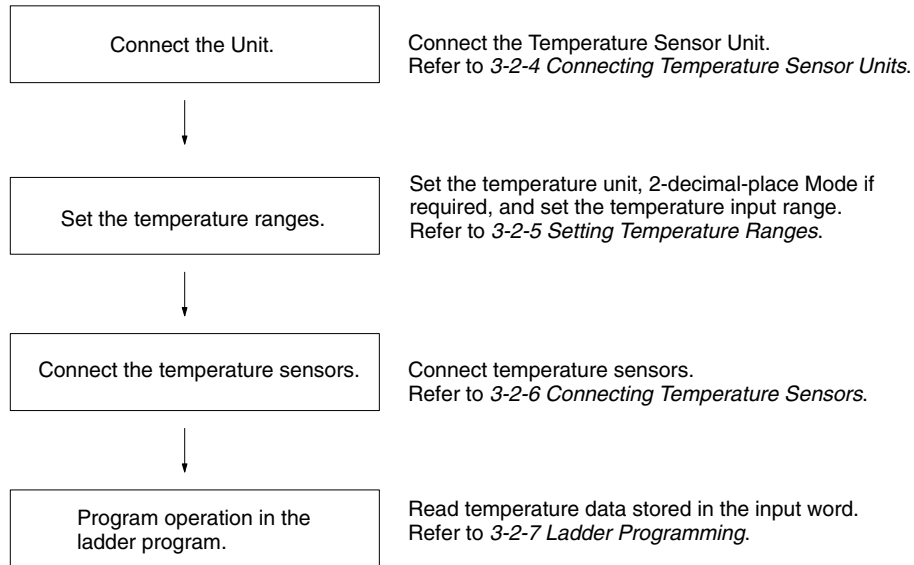 Connect the Unit.
Connect the Temperature Sensor Unit.
Refer to 3-2-4 Connecting Temperature Sensor Units.
Set the temperature ranges.
Set the temperature unit, 2-decimal-place Mode if
required, and set the temperature input range.
Refer to 3-2-5 Setting Temperature Ranges.
Connect the temperature sensors.
Connect temperature sensors.
Refer to 3-2-6 Connecting Temperature Sensors.
Program operation in the
ladder program.
Read temperature data stored in the input word.
Refer to 3-2-7 Ladder Programming.